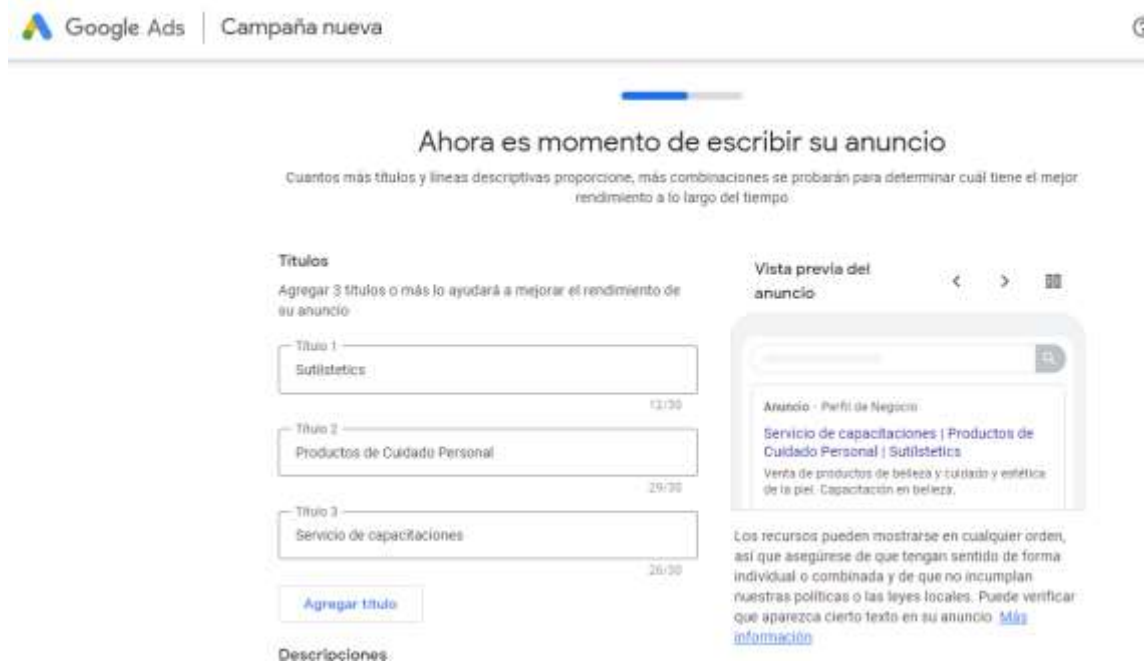 Google Ads | Campaña nueva
Ahora es momento de escribir su anuncio
Cuantos más títulos y líneas descriptivas proporcione, más combinaciones se probarán para determinar cuál tiene el mejor
rendimiento a lo largo del tiempo
Títulos
Agregar 3 títulos o más lo ayudará a mejorar el rendimiento de
su anuncio
Título 1
Sutilstetics
12/30
Título 2
Productos de Cuidado Personal
29/30
Título 3
Servicio de capacitaciones
26/30
Agregar título
Descripciones
Vista previa del
anuncio
Anuncio · Perfil de Negocio
Servicio de capacitaciones | Productos de
Cuidado Personal | Sutilstetics
Venta de productos de belleza y cuidado y estética
de la piel. Capacitación en belleza.
Los recursos pueden mostrarse en cualquier orden,
así que asegúrese de que tengan sentido de forma
individual o combinada y de que no incumplan
nuestras políticas o las leyes locales. Puede verificar
que aparezca cierto texto en su anuncio. Más
información